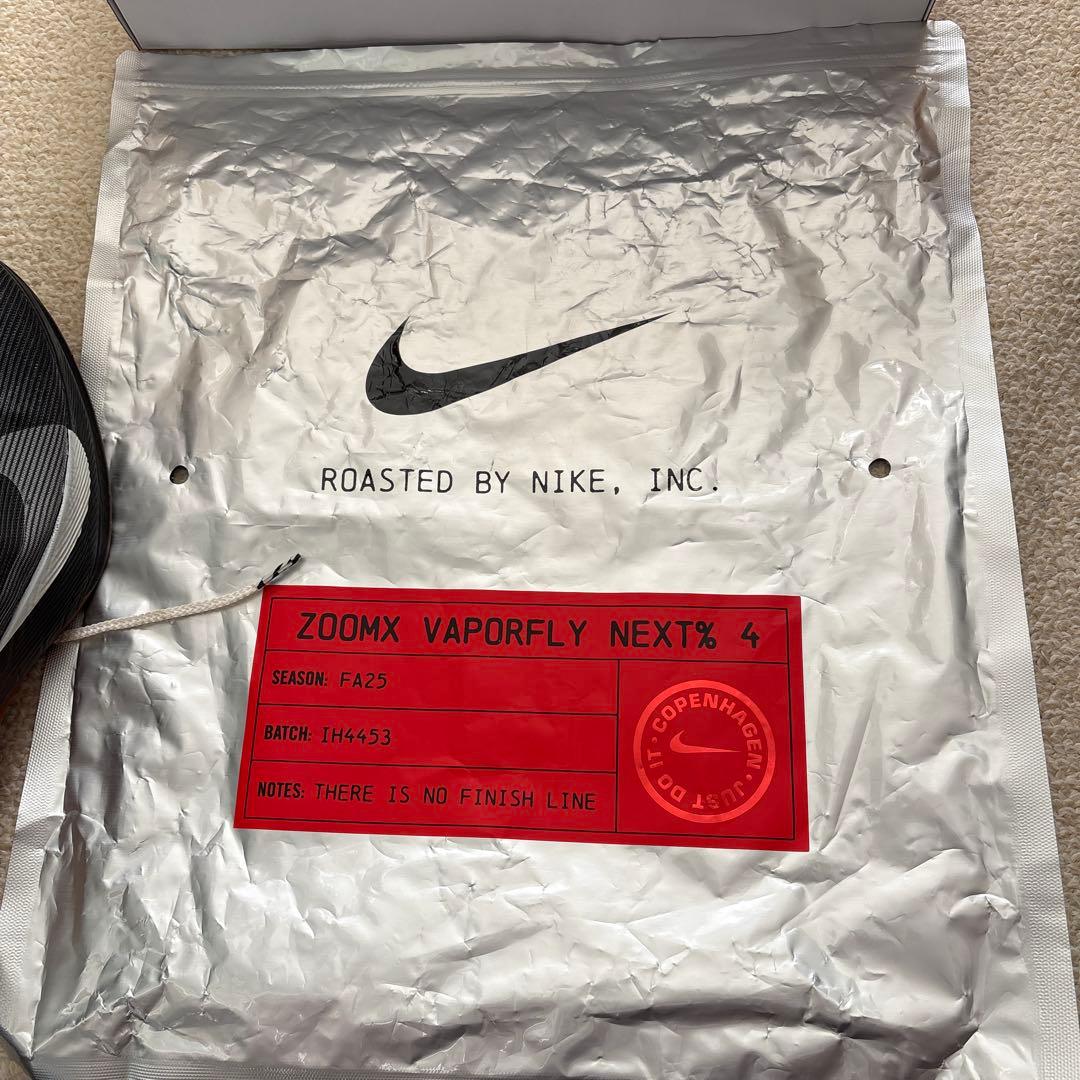 ROASTED BY NIKE, INC.
ZOOMX VAPORFLY NEXT% 4
SEASON: FA25
BATCH: IH4453
NOTES: THERE IS NO FINISH LINE
COPENHAGEN • JUST DO IT •